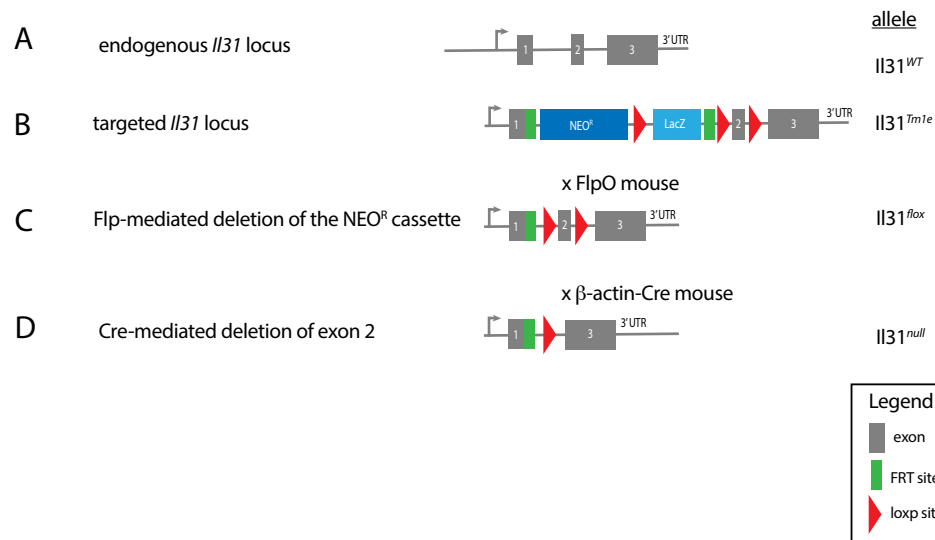 allele
A endogenous Il31 locus 1 2 3 3' UTR Il31WT
B targeted Il31 locus 1 NEOR LacZ 2 3 3' UTR Il31Tm1e
x FlpO mouse
C Flp-mediated deletion of the NEOR cassette 1 2 3 3' UTR Il31flox
x β-actin-Cre mouse
D Cre-mediated deletion of exon 2 1 3 3' UTR Il31null
Legend
exon
FRT site
loxp sit